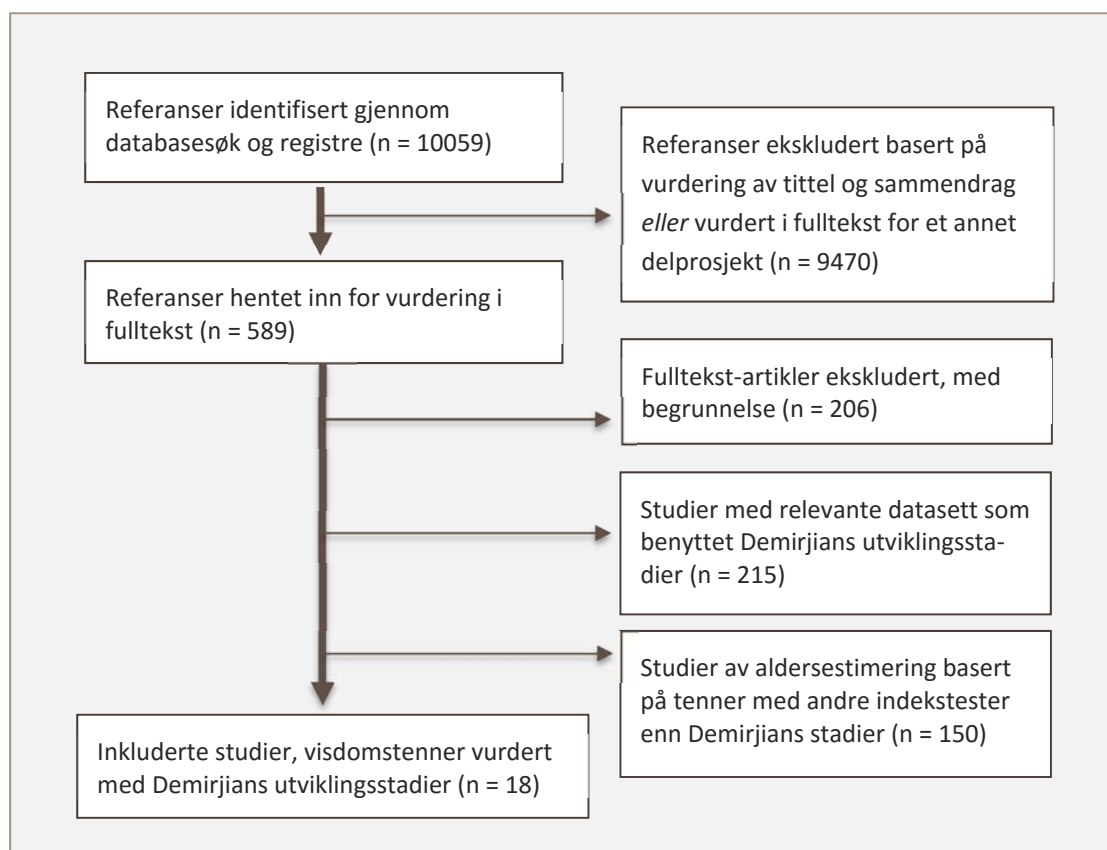 Referanser identifisert gjennom
databasesøk og registre (n = 10059)
Referanser ekskludert basert på
vurdering av tittel og sammendrag
eller vurdert i fulltekst for et annet
delprosjekt (n = 9470)
Referanser hentet inn for vurdering i
fulltekst (n = 589)
Fulltekst-artikler ekskludert, med
begrunnelse (n = 206)
Studier med relevante datasett som
benyttet Demirjians utviklingssta-
dier (n = 215)
Studier av aldersestimering basert
på tenner med andre indekstester
enn Demirjians stadier (n = 150)
Inkluderte studier, visdomstenner vurdert
med Demirjians utviklingsstadier (n = 18)